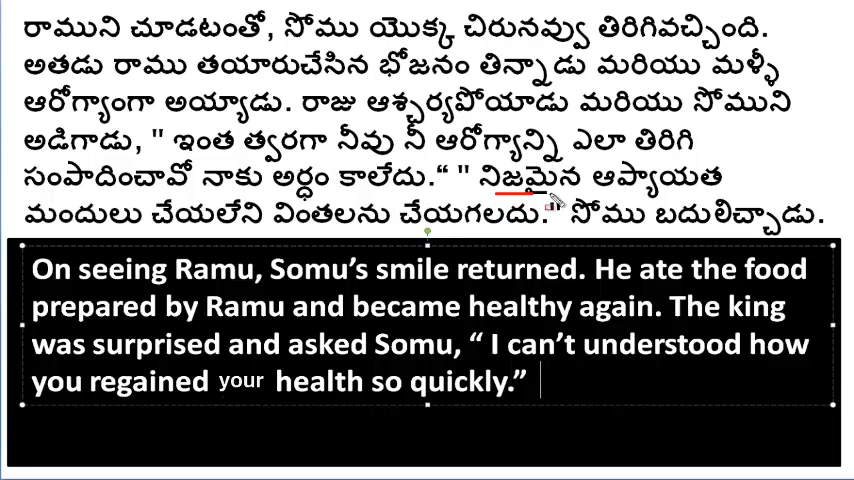 రాముని చూడటంతో, సోము యొక్క చిరునవ్వు తిరిగివచ్చింది.
అతడు రాము తయారుచేసిన భోజనం తిన్నాడు మరియు మళ్ళీ
ఆరోగ్యాంగా అయ్యాడు. రాజు ఆశ్చర్యపోయాడు మరియు సోముని
అడిగాడు, " ఇంత త్వరగా నీవు నీ ఆరోగ్యాన్ని ఎలా తిరిగి
సంపాదించావో నాకు అర్ధం కాలేదు.“ " నిజమైన ఆప్యాయత
మందులు చేయలేని వింతలను చేయగలదు." సోము బదులిచ్చాడు.
On seeing Ramu, Somu’s smile returned. He ate the food
prepared by Ramu and became healthy again. The king
was surprised and asked Somu, “ I can’t understood how
you regained your health so quickly.”